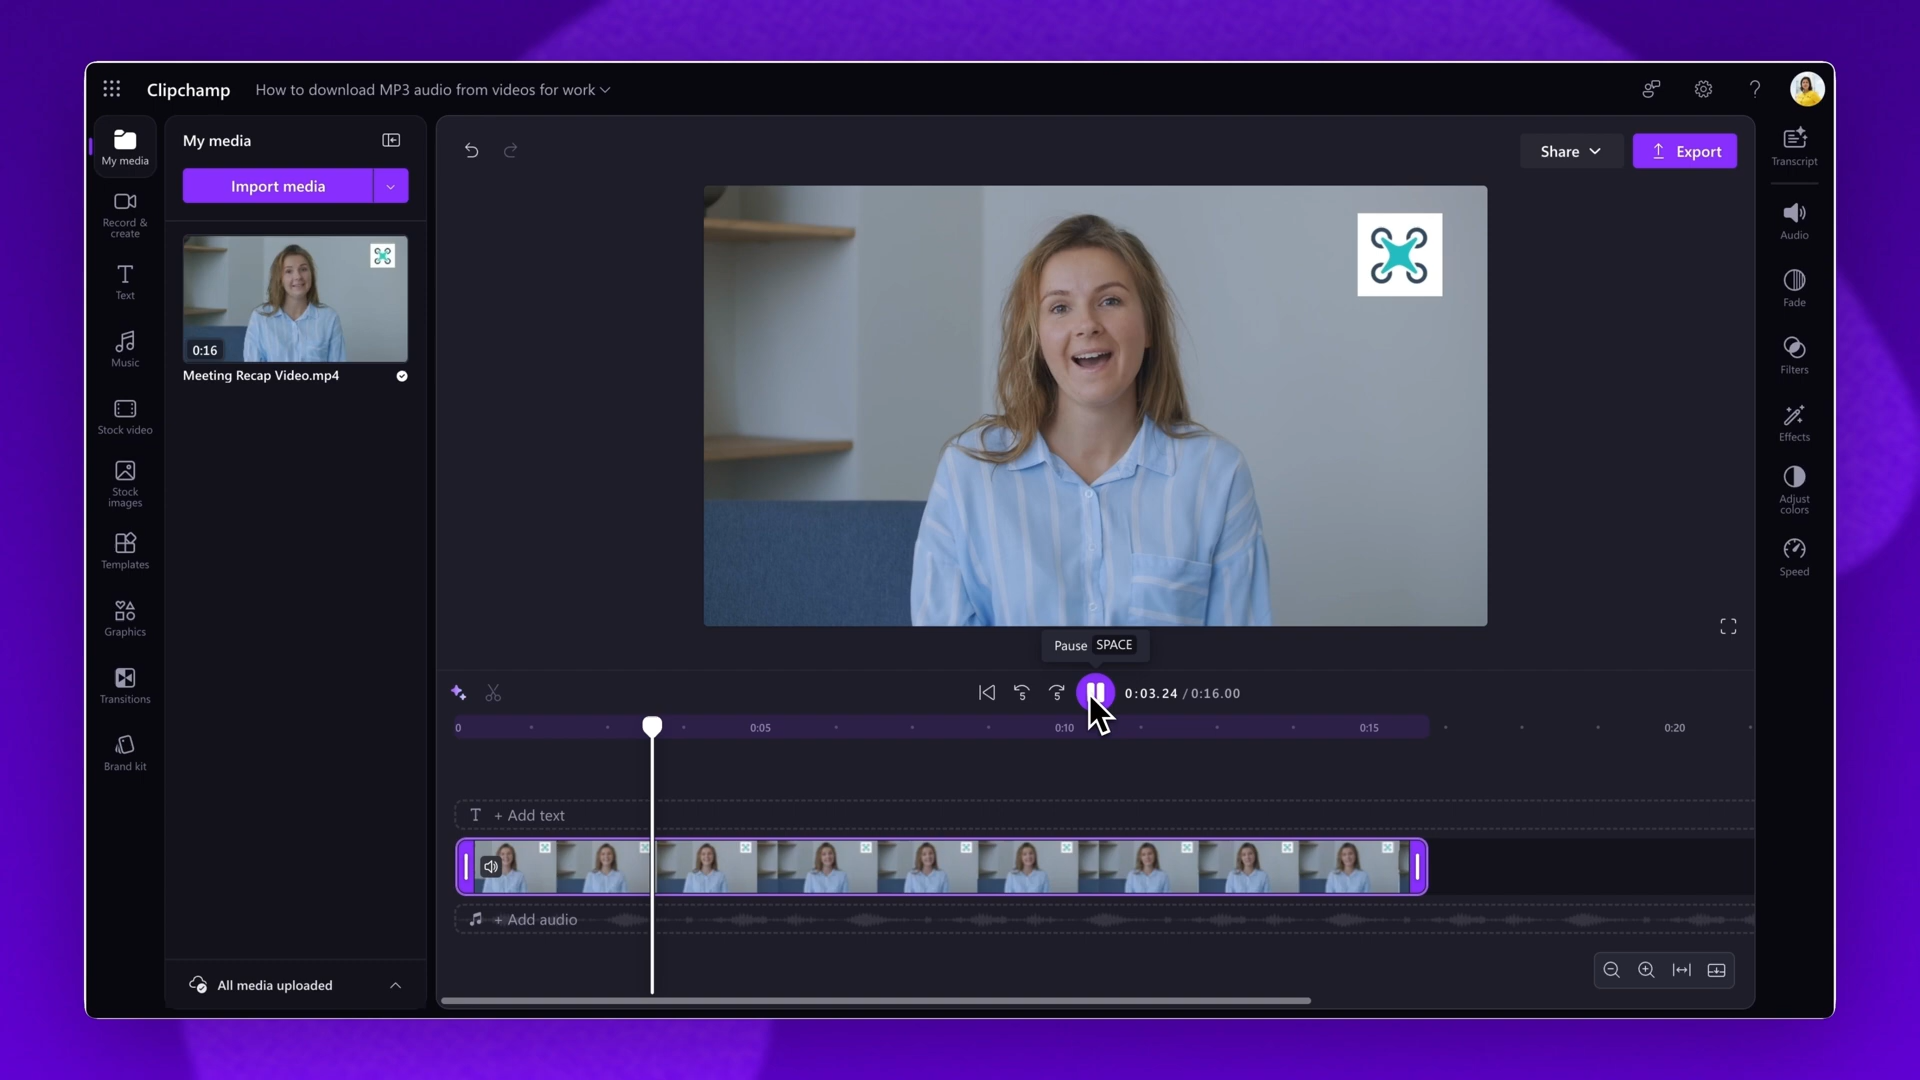 Clipchamp
How to download MP3 audio from videos for work
My media
Record &
create
Text
Music
Stock video
Stock
images
Templates
Graphics
Transitions
Brand kit
My media
Import media
0:16
Meeting Recap Video.mp4
All media uploaded
Share
Export
Pause SPACE
0:03.24 / 0:16.00
0 0:05 0:10 0:15 0:20
T + Add text
+ Add audio
Transcript
Audio
Fade
Filters
Effects
Adjust
colors
Speed